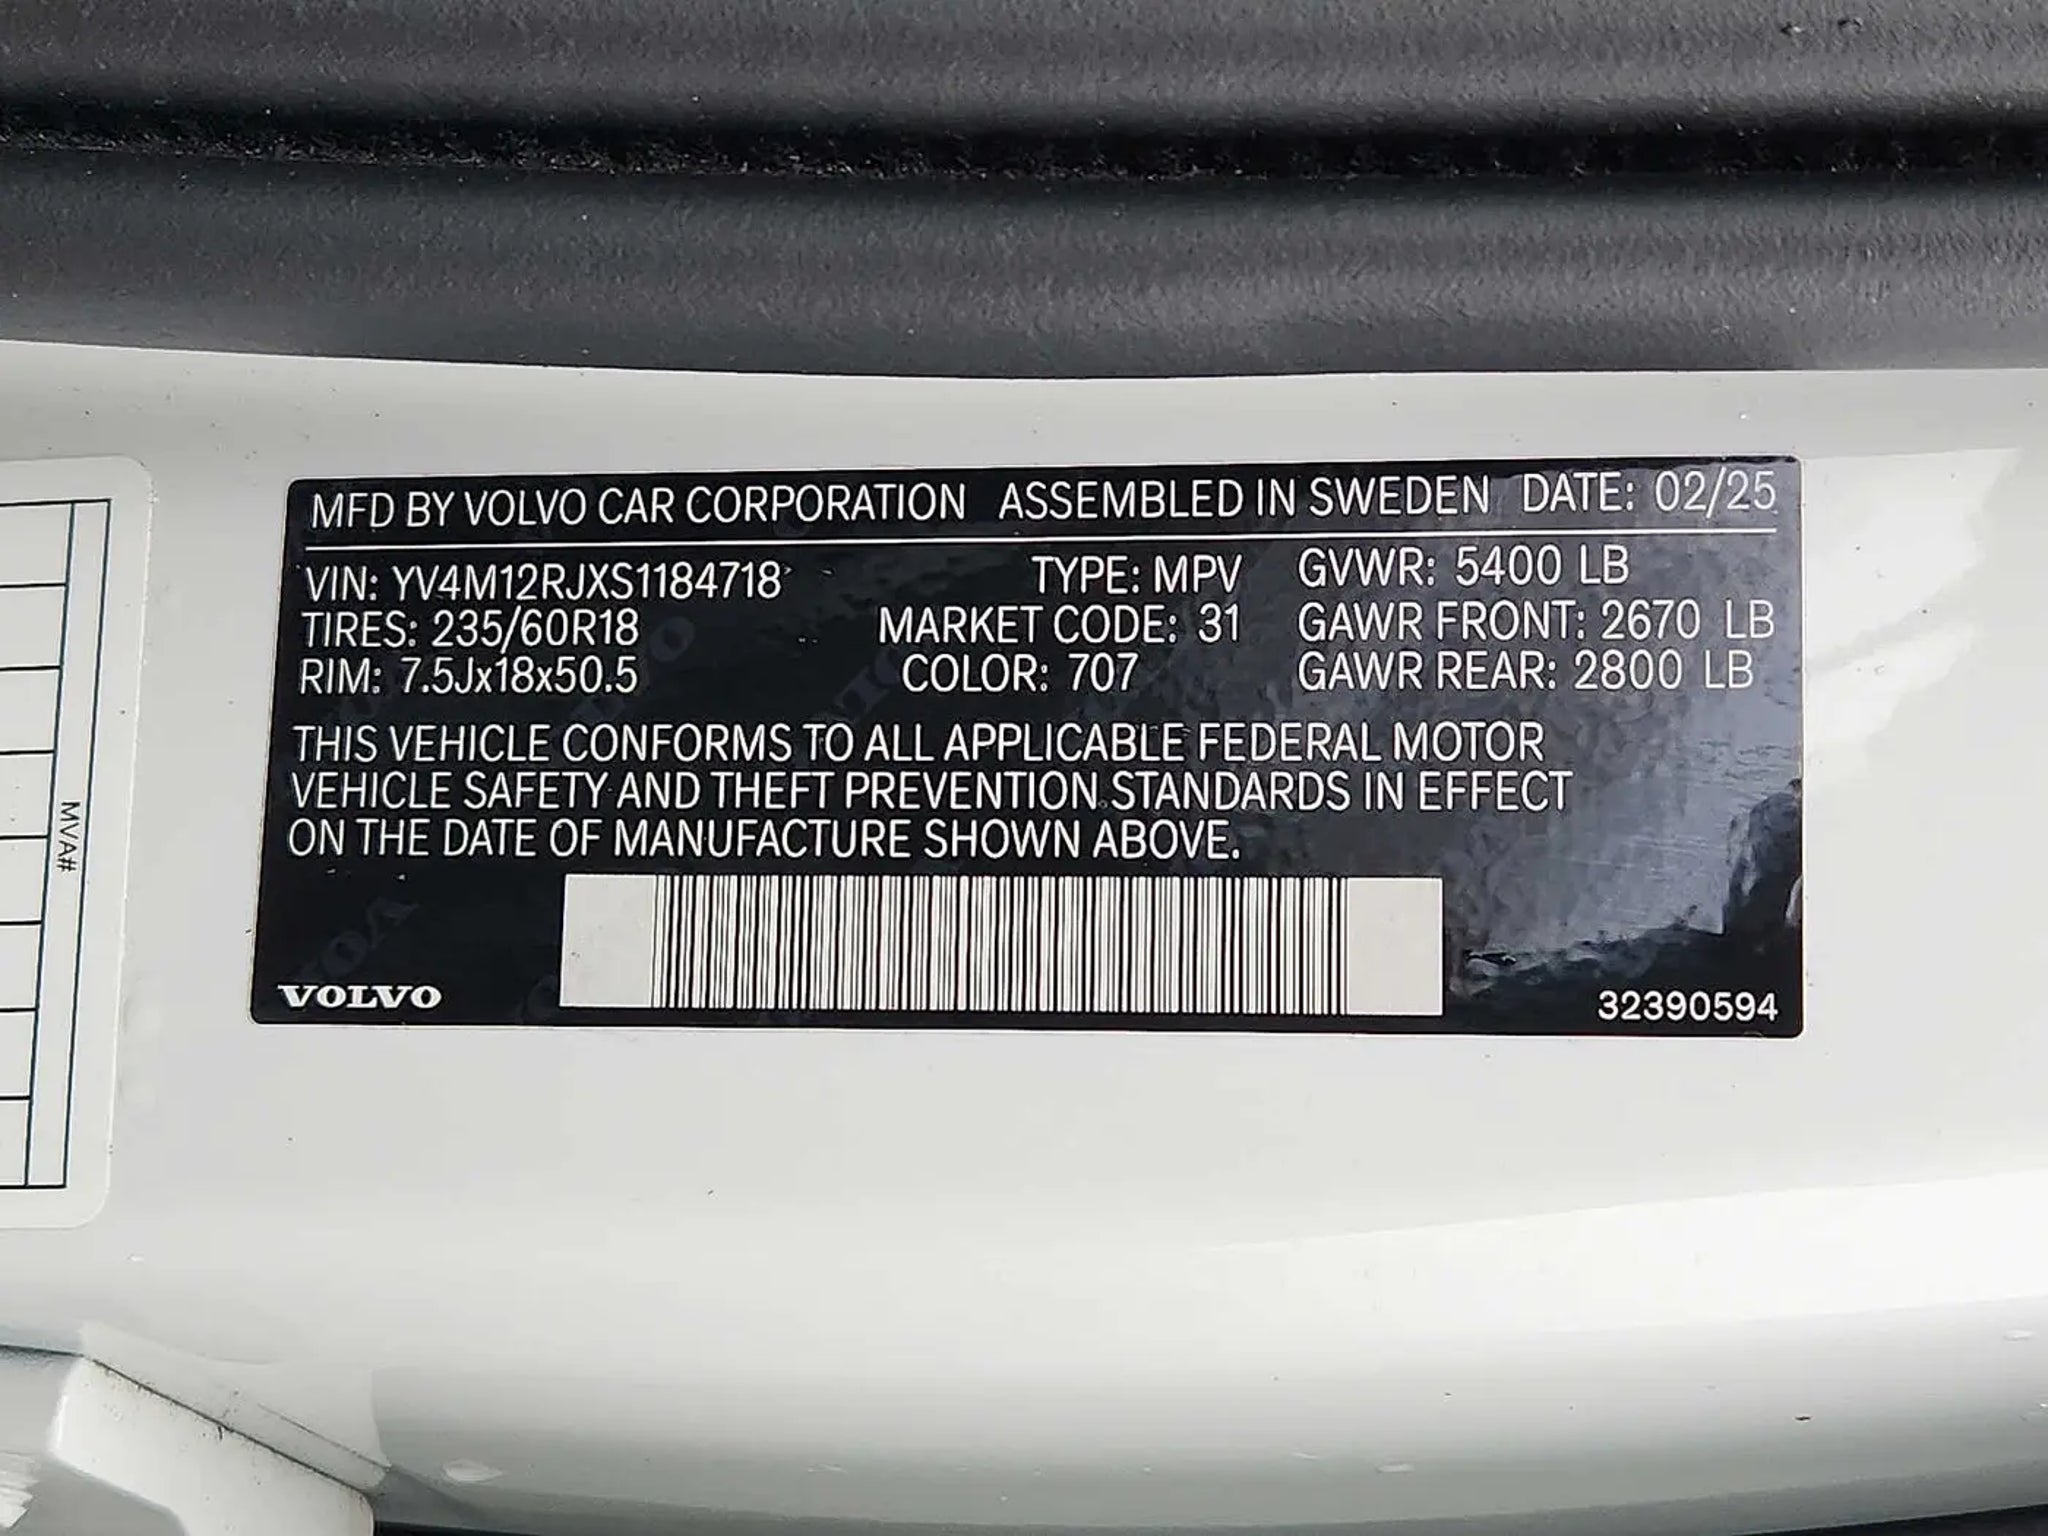 MFD BY VOLVO CAR CORPORATION ASSEMBLED IN SWEDEN DATE: 02/25
VIN: YV4M12RJXS1184718 TYPE: MPV GVWR: 5400 LB
TIRES: 235/60R18 MARKET CODE: 31 GAWR FRONT: 2670 LB
RIM: 7.5Jx18x50.5 COLOR: 707 GAWR REAR: 2800 LB
THIS VEHICLE CONFORMS TO ALL APPLICABLE FEDERAL MOTOR
VEHICLE SAFETY AND THEFT PREVENTION STANDARDS IN EFFECT
ON THE DATE OF MANUFACTURE SHOWN ABOVE.
VOLVO 32390594
MVA#